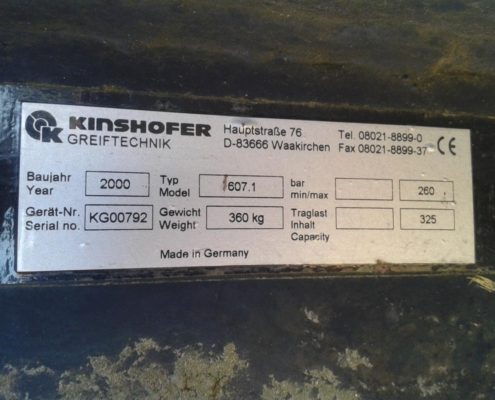 KINSHOFER
GREIFTECHNIK
Hauptstraße 76
D-83666 Waakirchen
Tel. 08021-8899-0
Fax 08021-8899-37
CE
Baujahr
Year
2000
Typ
Model
607.1
bar
min/max
260
Gerät-Nr.
Serial no.
KG00792
Gewicht
Weight
360 kg
Traglast
Inhalt
Capacity
325
Made in Germany